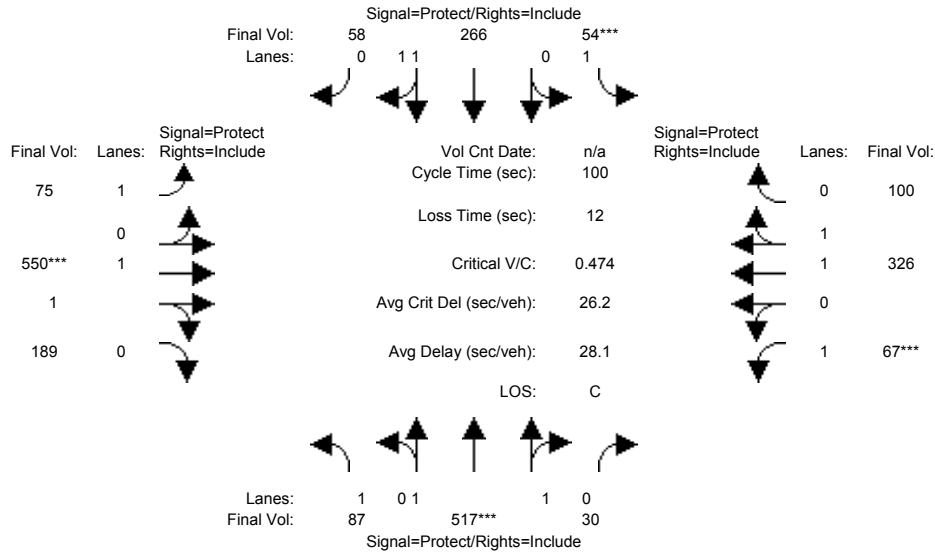 Signal=Protect/Rights=Include
Final Vol: 58 266 54***
Lanes: 0 1 1 0 1
Signal=Protect Signal=Protect
Final Vol: Lanes: Rights=Include Vol Cnt Date: n/a Rights=Include Lanes: Final Vol:
Cycle Time (sec): 100
75 1 0 100
Loss Time (sec): 12
0 1
550*** 1 Critical V/C: 0.474 1 326
1 Avg Crit Del (sec/veh): 26.2 0
189 0 Avg Delay (sec/veh): 28.1 1 67***
LOS: C
Lanes: 1 0 1 1 0
Final Vol: 87 517*** 30
Signal=Protect/Rights=Include